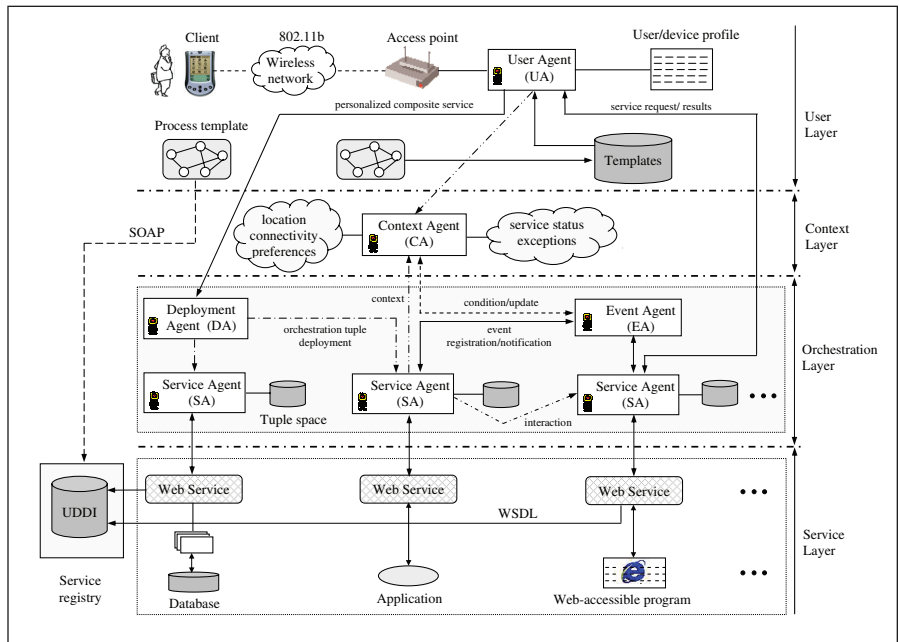 Client
802.11b
Wireless
network
Access point
User Agent
(UA)
User/device profile
personalized composite service
service request/ results
Process template
Templates
User
Layer
SOAP
location
connectivity
preferences
Context Agent
(CA)
service status
exceptions
Context
Layer
Deployment
Agent (DA)
context
condition/update
Event Agent
(EA)
orchestration tuple
deployment
event
registration/notification
Orchestration
Layer
Service Agent
(SA)
Tuple space
Service Agent
(SA)
interaction
Service Agent
(SA)
Web Service
Web Service
Web Service
UDDI
WSDL
Service
Layer
Service
registry
Database
Application
Web-accessible program